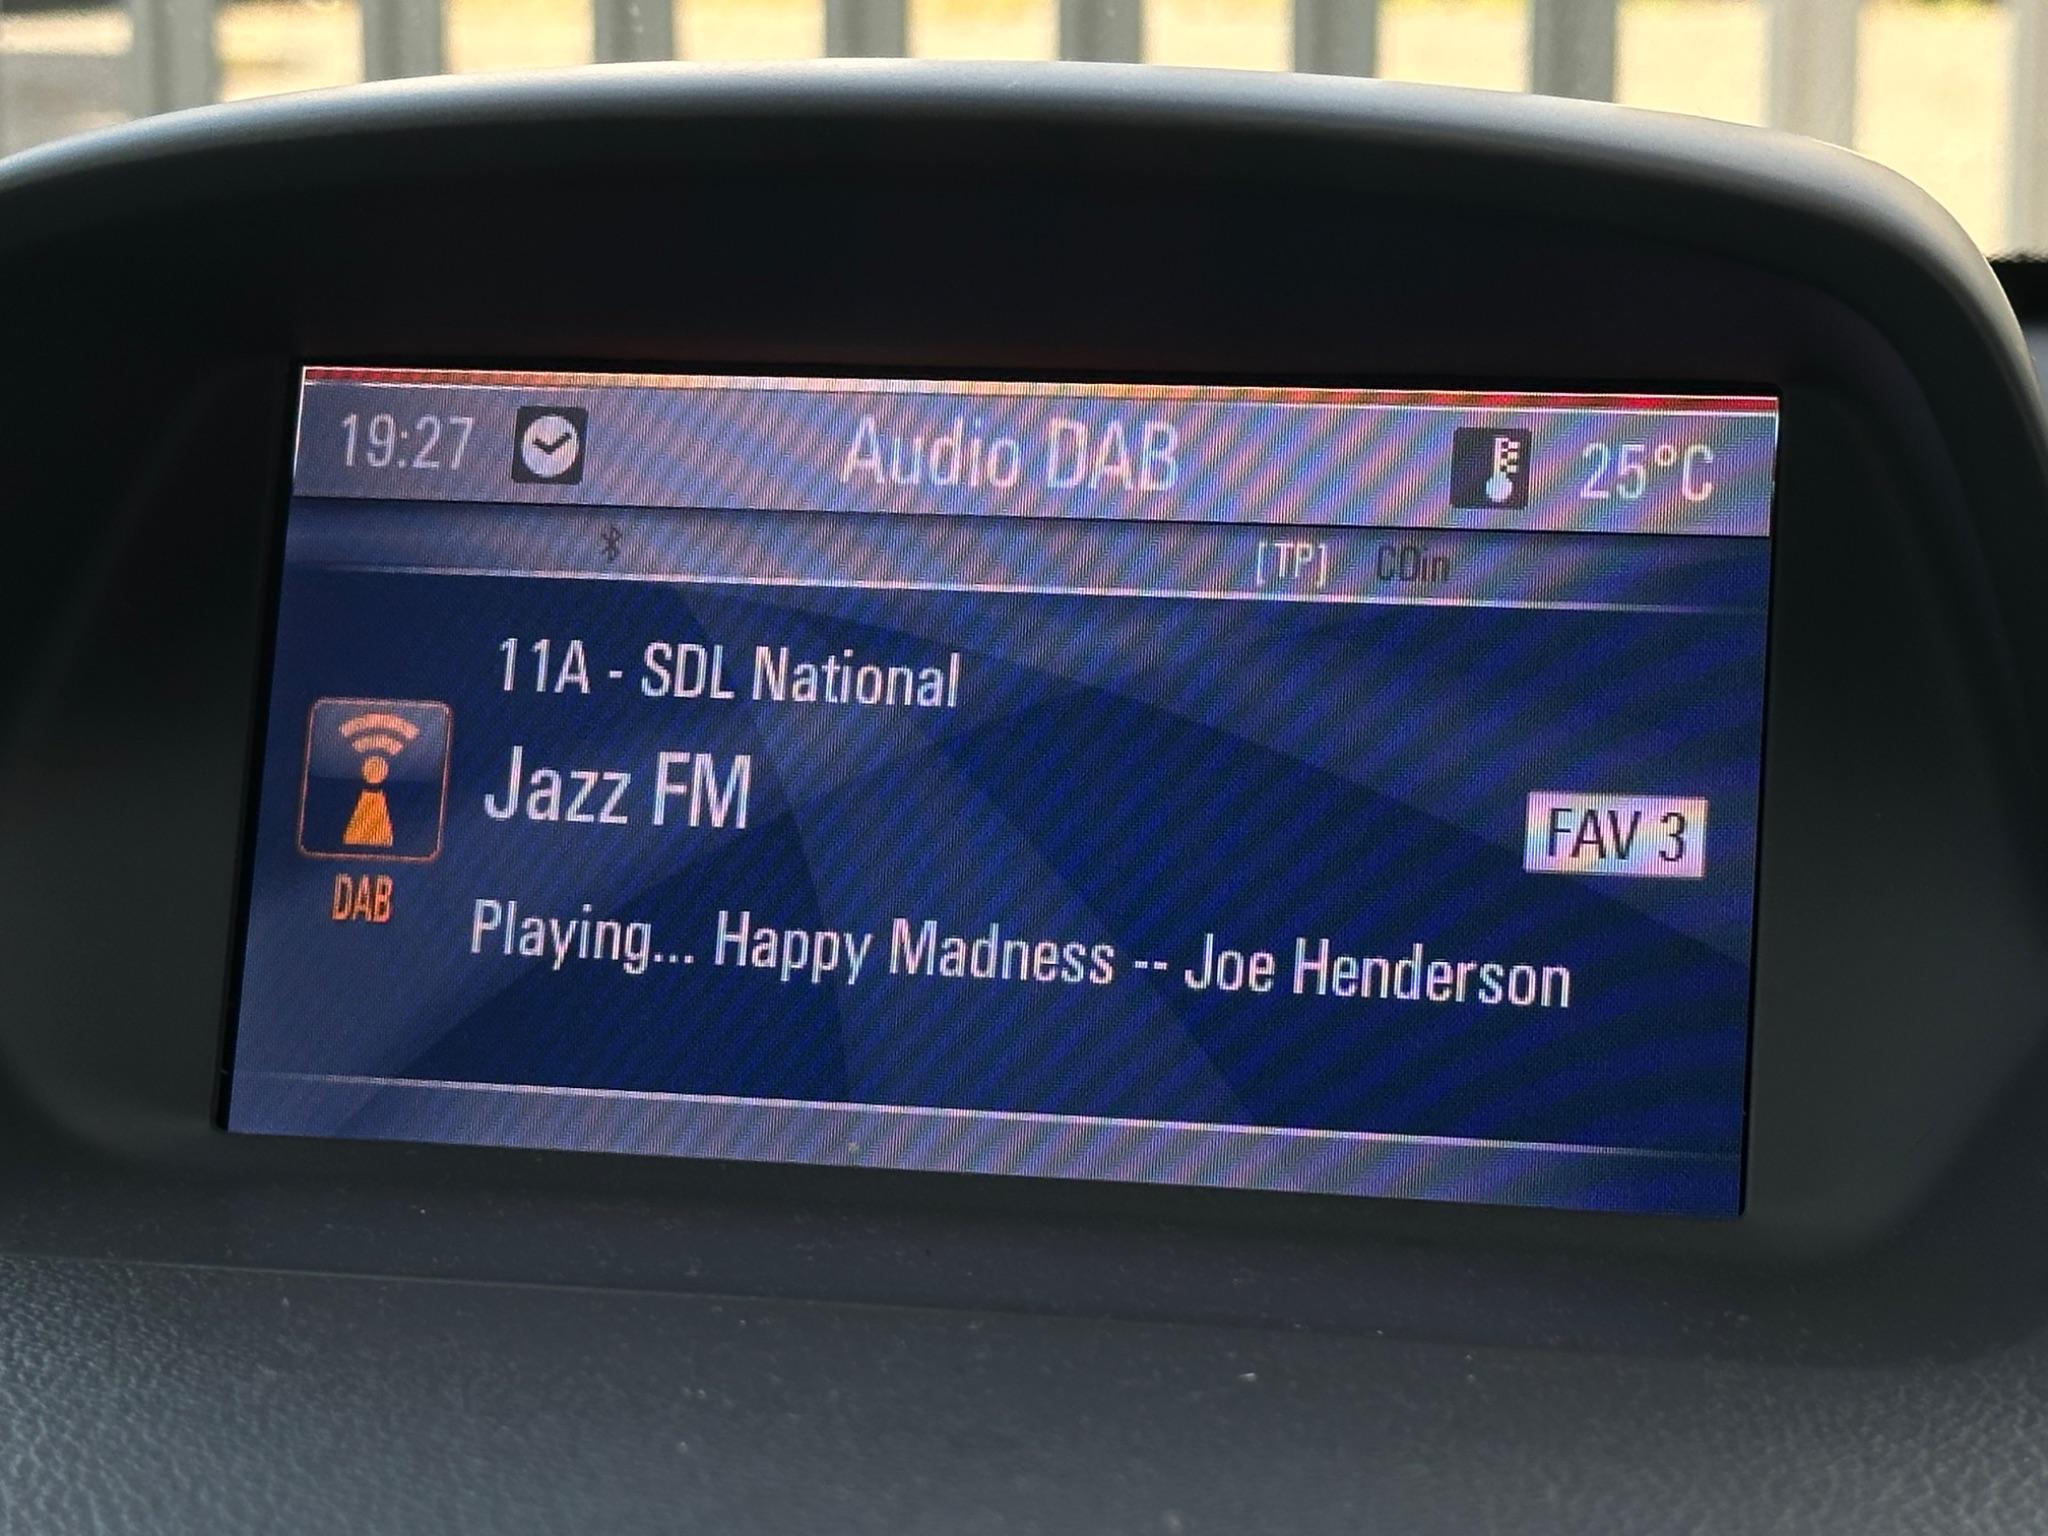 19:27 Audio DAB 25°C
[TP] CDin
11A - SDL National
Jazz FM
FAV 3
DAB
Playing... Happy Madness -- Joe Henderson